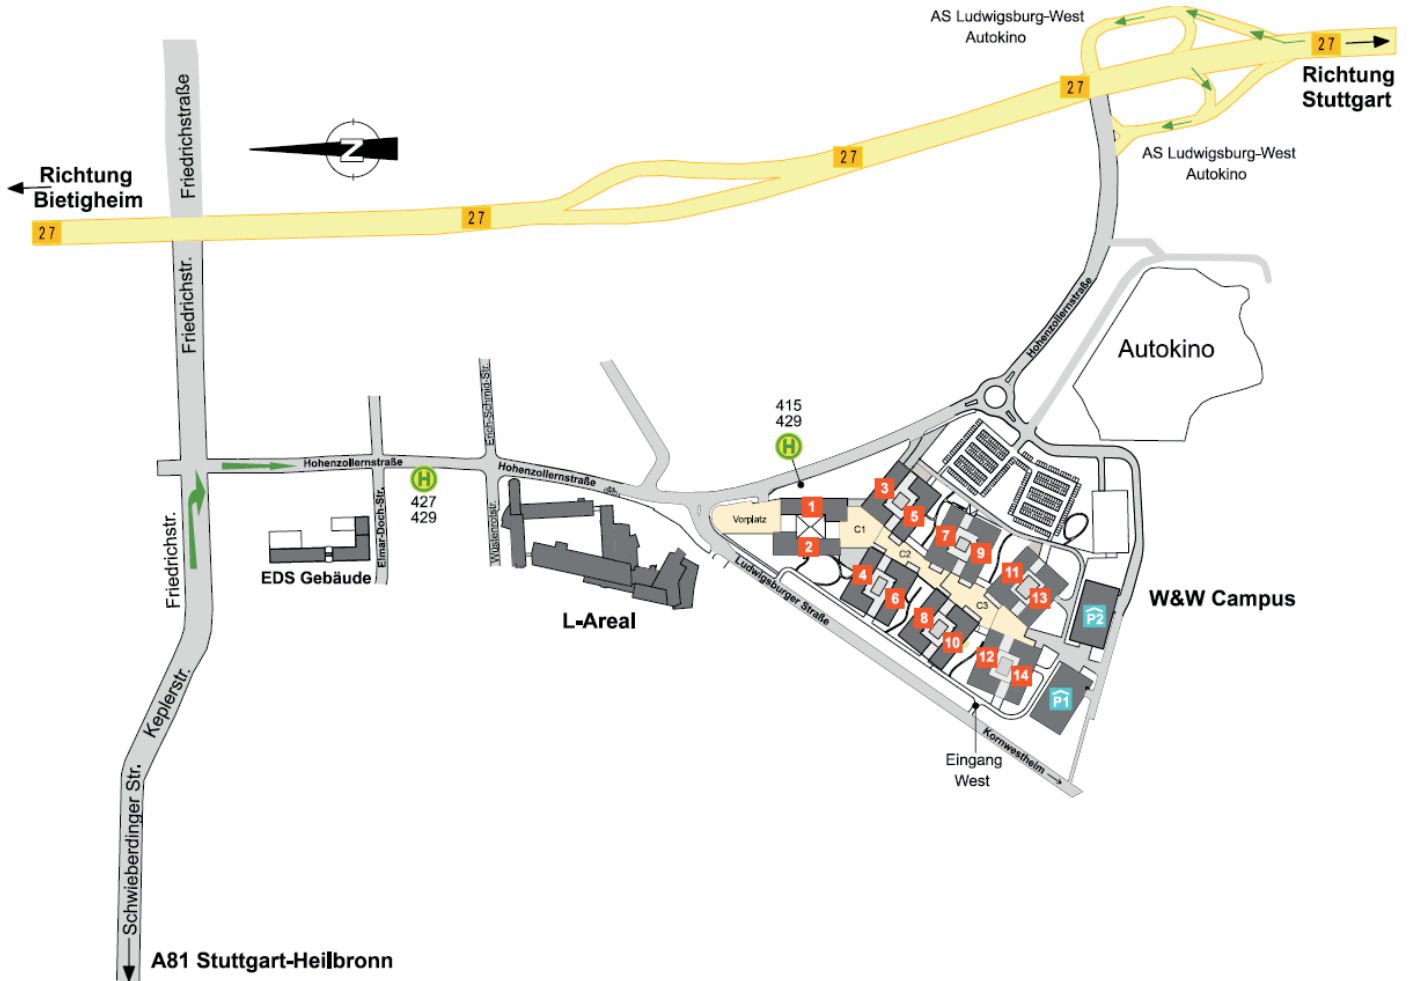 AS Ludwigsburg-West
Autokino
27
Richtung
Stuttgart
27
AS Ludwigsburg-West
Autokino
27
27
27
Richtung
Bietigheim
N
Friedrichstraße
Friedrichstr.
Friedrichstr.
Keplerstr.
Schwieberdinger Str.
A81 Stuttgart-Heilbronn
Hohenzollernstraße
Hohenzollernstraße
Hohenzollernstraße
Erich-Schmid-Str.
Elmar-Doch-Str.
Wüstenrotstr.
H
427
429
415
429
H
EDS Gebäude
L-Areal
Autokino
Vorplatz
C1
C2
C3
1
2
3
4
5
6
7
8
9
10
11
12
13
14
P2
P1
W&W Campus
Ludwigsburger Straße
Kornwestheim
Eingang
West